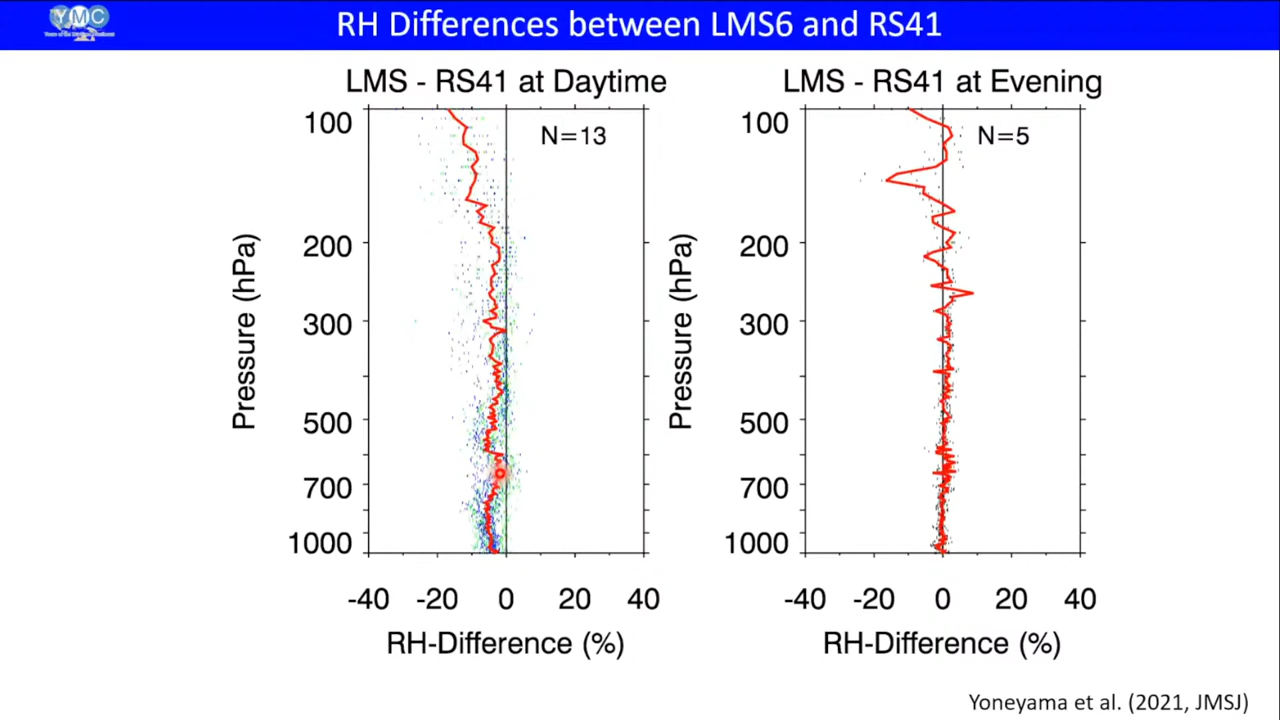 YMC
RH Differences between LMS6 and RS41
LMS - RS41 at Daytime
N=13
100
200
300
500
700
1000
Pressure (hPa)
-40 -20 0 20 40
RH-Difference (%)
LMS - RS41 at Evening
N=5
100
200
300
500
700
1000
Pressure (hPa)
-40 -20 0 20 40
RH-Difference (%)
Yoneyama et al. (2021, JMSJ)